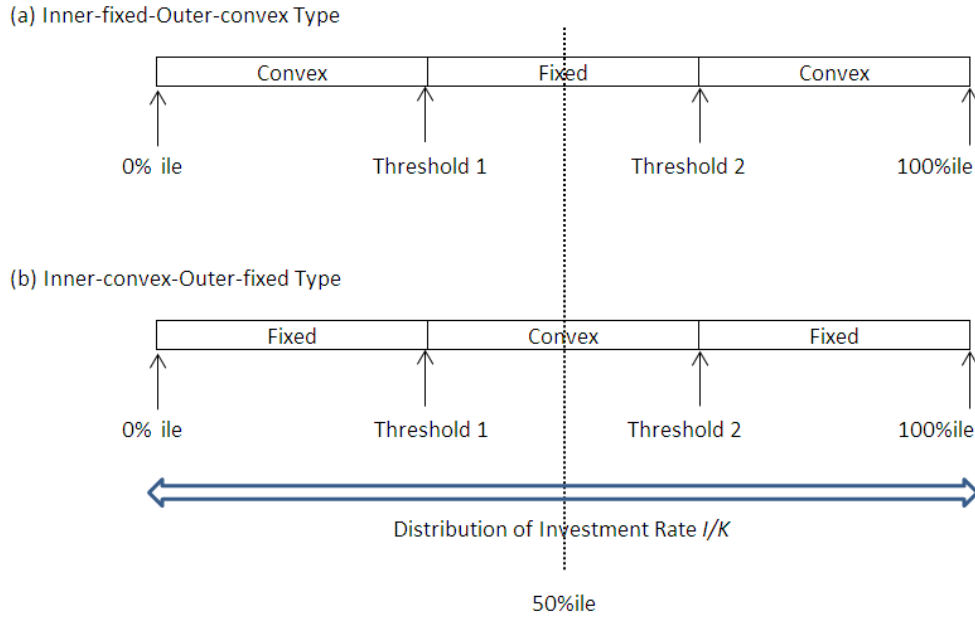 (a) Inner-fixed-Outer-convex Type
Convex Fixed Convex
0% ile Threshold 1 Threshold 2 100%ile
(b) Inner-convex-Outer-fixed Type
Fixed Convex Fixed
0% ile Threshold 1 Threshold 2 100%ile
Distribution of Investment Rate I/K
50%ile